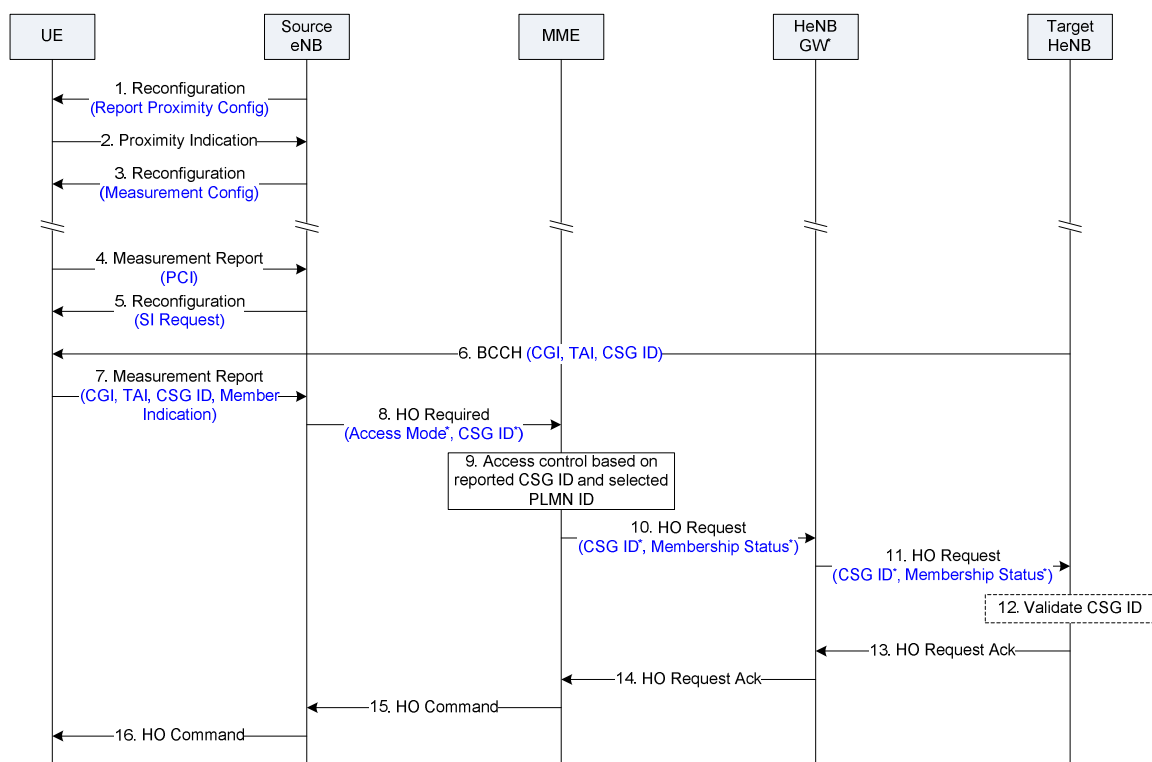 UE
Source
eNB
MME
HeNB
GW*
Target
HeNB
1. Reconfiguration
(Report Proximity Config)
2. Proximity Indication
3. Reconfiguration
(Measurement Config)
4. Measurement Report
(PCI)
5. Reconfiguration
(SI Request)
6. BCCH (CGI, TAI, CSG ID)
7. Measurement Report
(CGI, TAI, CSG ID, Member
Indication)
8. HO Required
(Access Mode*, CSG ID*)
9. Access control based on
reported CSG ID and selected
PLMN ID
10. HO Request
(CSG ID*, Membership Status*)
11. HO Request
(CSG ID*, Membership Status*)
12. Validate CSG ID
13. HO Request Ack
14. HO Request Ack
15. HO Command
16. HO Command